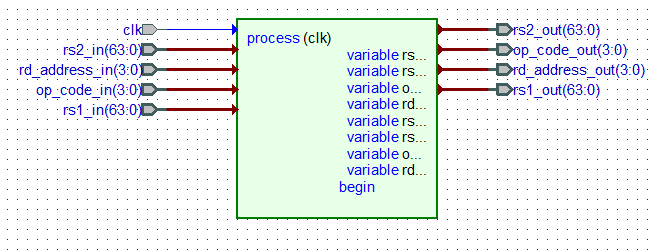 clk
rs2_in(63:0)
rd_address_in(3:0)
op_code_in(3:0)
rs1_in(63:0)
process (clk)
variable rs...
variable rs...
variable o...
variable rd...
variable rs...
variable rs...
variable o...
variable rd...
begin
rs2_out(63:0)
op_code_out(3:0)
rd_address_out(3:0)
rs1_out(63:0)